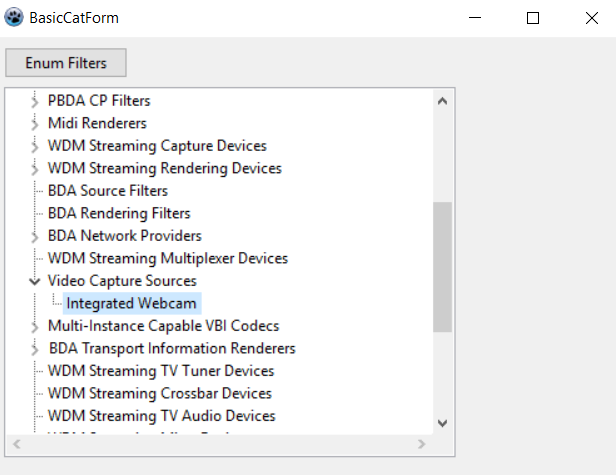 BasicCatForm
Enum Filters
PBDA CP Filters
Midi Renderers
WDM Streaming Capture Devices
WDM Streaming Rendering Devices
BDA Source Filters
BDA Rendering Filters
BDA Network Providers
WDM Streaming Multiplexer Devices
Video Capture Sources
Integrated Webcam
Multi-Instance Capable VBI Codecs
BDA Transport Information Renderers
WDM Streaming TV Tuner Devices
WDM Streaming Crossbar Devices
WDM Streaming TV Audio Devices